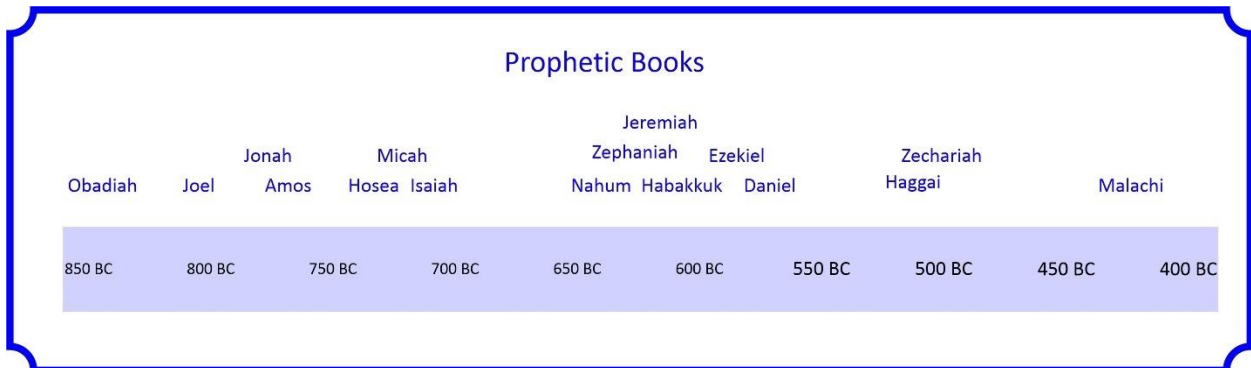 Prophetic Books
Jeremiah
Zephaniah Ezekiel
Jonah Micah Zechariah
Obadiah Joel Amos Hosea Isaiah Nahum Habakkuk Daniel Haggai Malachi
850 BC 800 BC 750 BC 700 BC 650 BC 600 BC 550 BC 500 BC 450 BC 400 BC